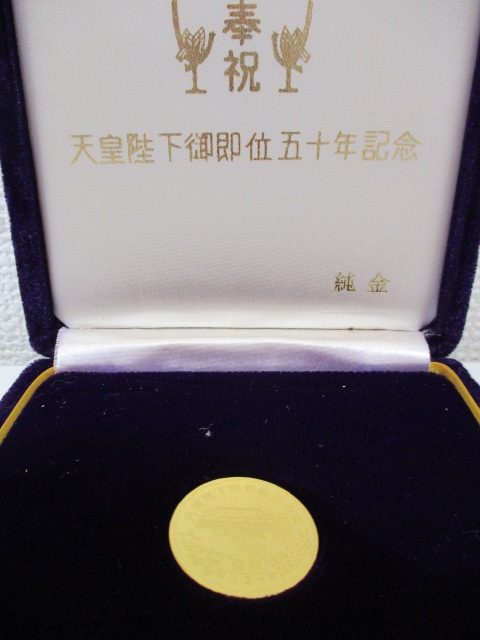 奉祝
天皇陛下御即位五十年記念
純金